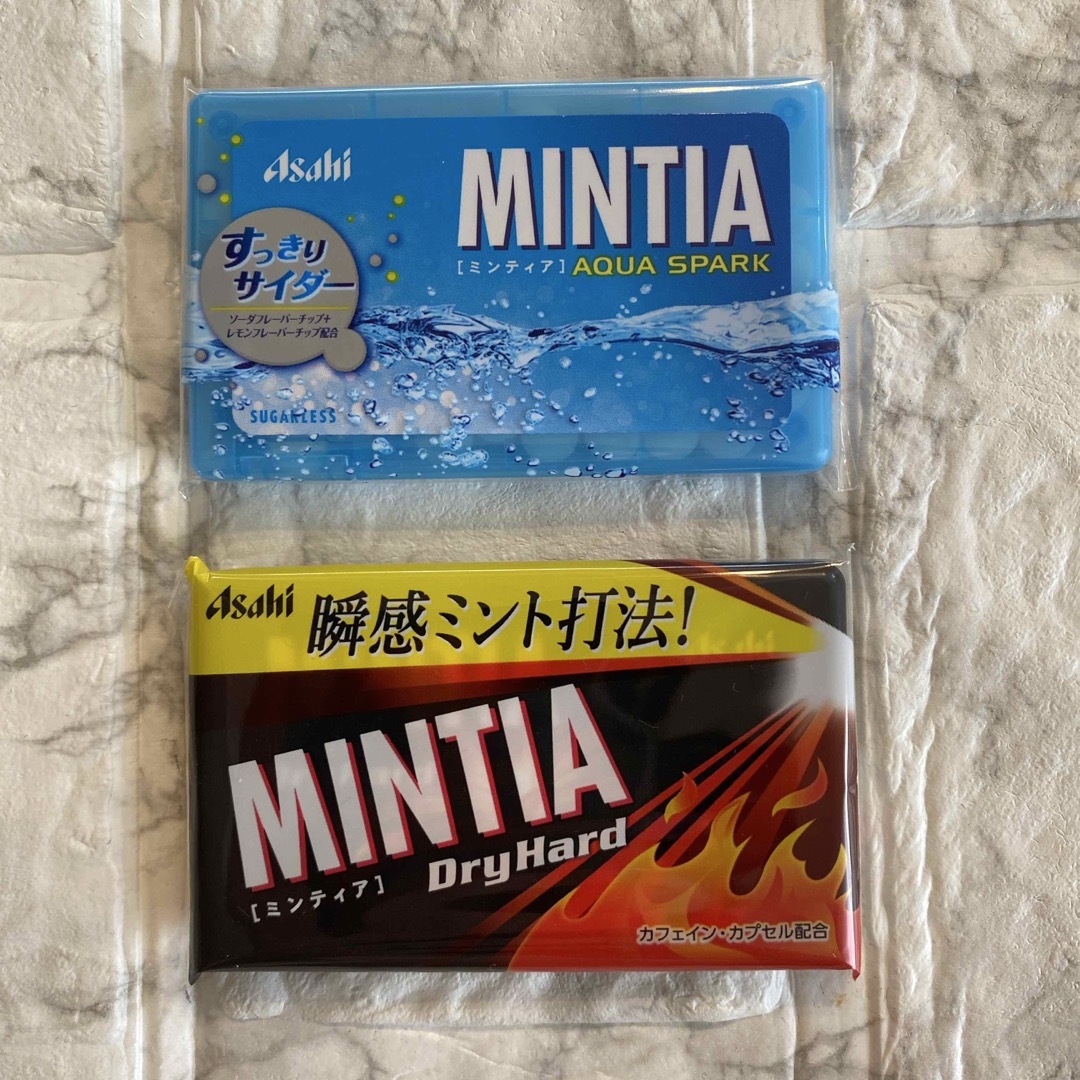 Asahi
MINTIA
[ミンティア] AQUA SPARK
すっきり
サイダー
ソーダフレーバーチップ+
レモンフレーバーチップ配合
SUGARLESS
Asahi
瞬感ミント打法!
MINTIA
[ミンティア]
DryHard
カフェイン・カプセル配合